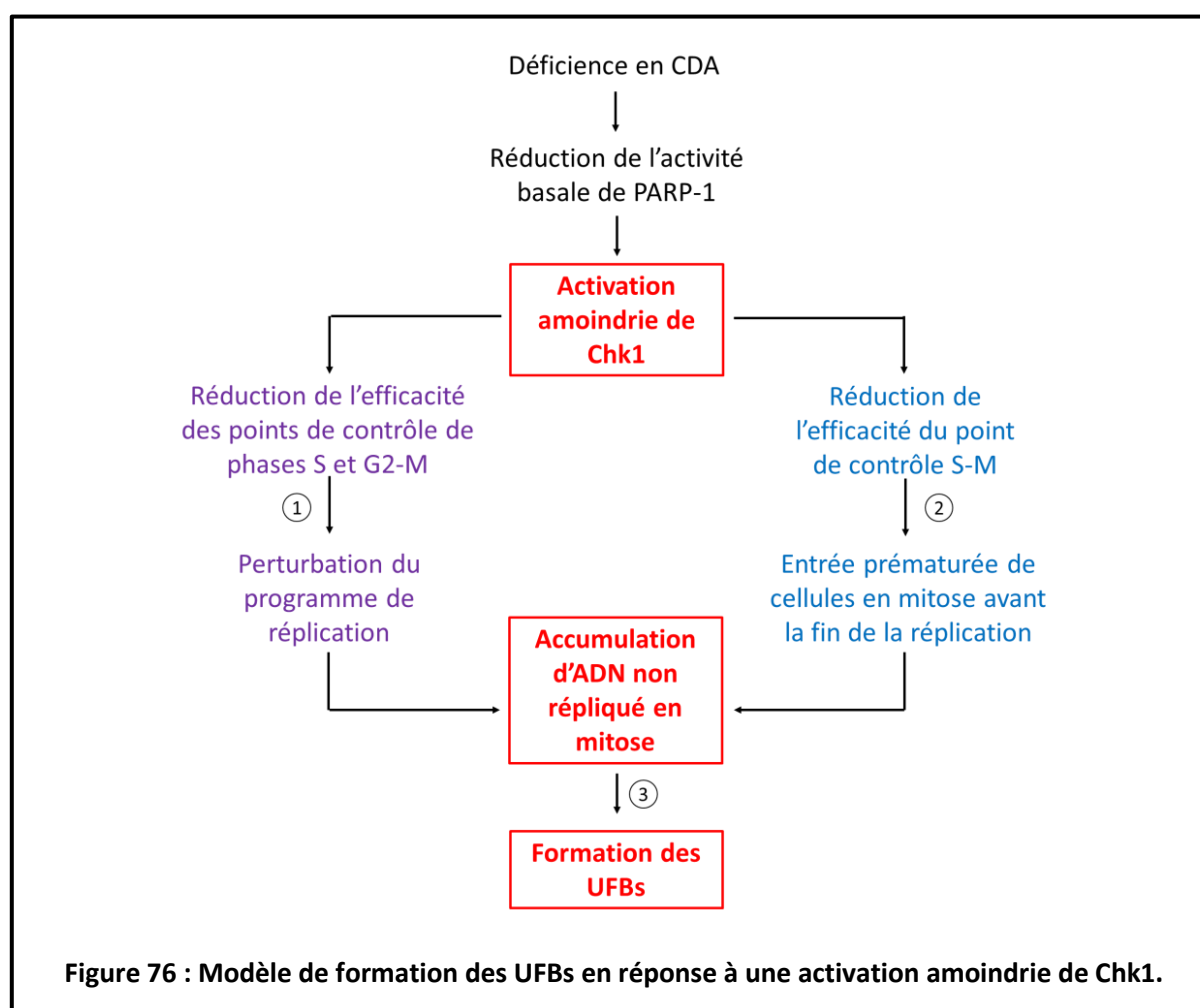 Déficience en CDA
Réduction de l’activité
basale de PARP-1
Activation
amoindrie de
Chk1
Réduction de l’efficacité
des points de contrôle de
phases S et G2-M
Réduction de
l’efficacité du point
de contrôle S-M
①
②
Perturbation du
programme de
réplication
Entrée prématurée de
cellules en mitose avant
la fin de la réplication
Accumulation
d’ADN non
répliqué en
mitose
③
Formation des
UFBs
Figure 76 : Modèle de formation des UFBs en réponse à une activation amoindrie de Chk1.